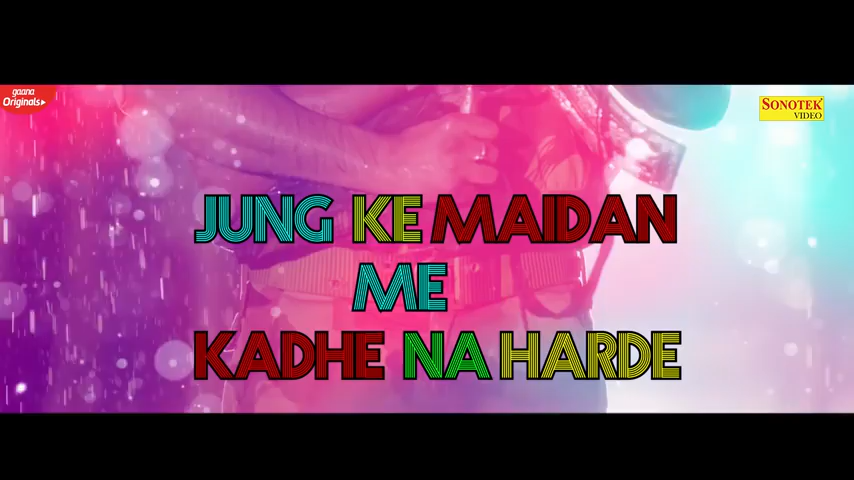 gaana
Originals
SONOTEK
VIDEO
JUNG KE MAIDAN
ME
KADHE NA HARDE